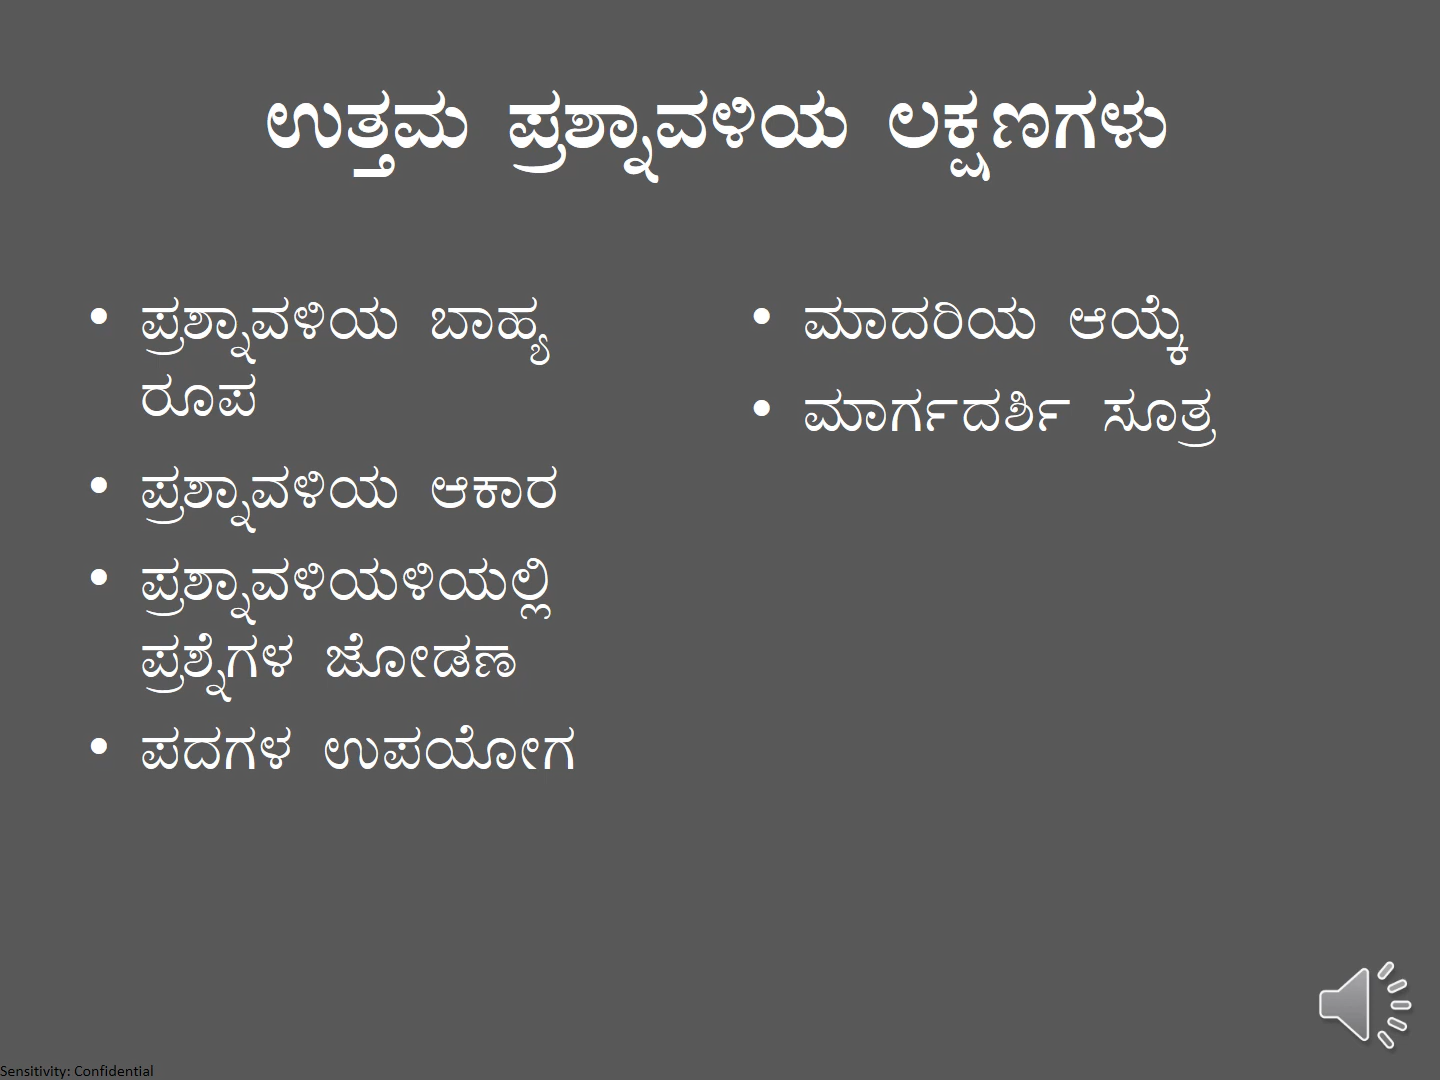 ಉತ್ತಮ ಪ್ರಶ್ನಾವಳಿಯ ಲಕ್ಷಣಗಳು
• ಪ್ರಶ್ನಾವಳಿಯ ಬಾಹ್ಯ
ರೂಪ
• ಪ್ರಶ್ನಾವಳಿಯ ಆಕಾರ
• ಪ್ರಶ್ನಾವಳಿಯಳಿಯಲ್ಲಿ
ಪ್ರಶ್ನೆಗಳ ಜೋಡಣ
• ಪದಗಳ ಉಪಯೋಗ
• ಮಾದರಿಯ ಆಯ್ಕೆ
• ಮಾರ್ಗದರ್ಶಿ ಸೂತ್ರ
Sensitivity: Confidential